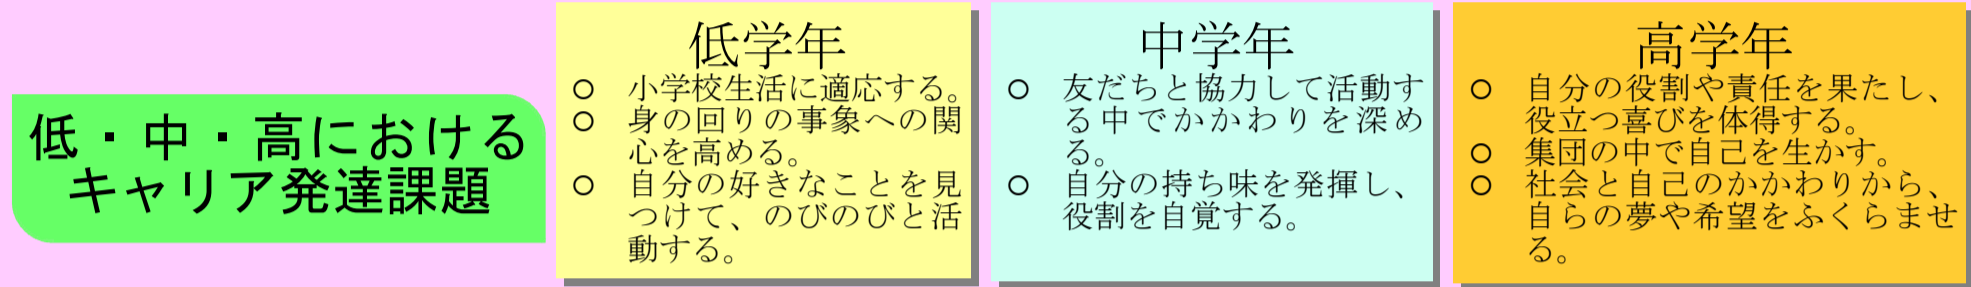 低・中・高における
キャリア発達課題
低学年
○ 小学校生活に適応する。
○ 身の回りの事象への関
心を高める。
○ 自分の好きなことを見
つけて、のびのびと活
動する。
中学年
○ 友だちと協力して活動す
る中でかかわりを深め
る。
○ 自分の持ち味を発揮し、
役割を自覚する。
高学年
○ 自分の役割や責任を果たし、
役立つ喜びを体得する。
○ 集団の中で自己を生かす。
○ 社会と自己のかかわりから、
自らの夢や希望をふくらませ
る。